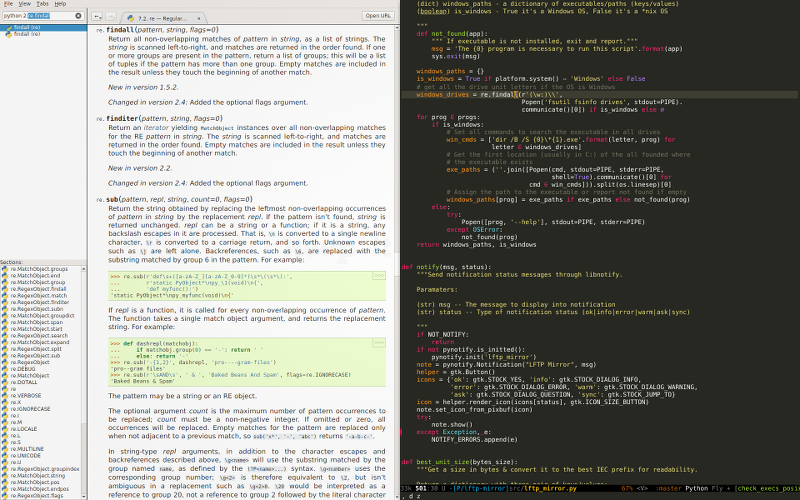 File View Tabs Help
python 2 re.findal
7.2. re — Regular...
Open URL
findall (re)
findall (re)
re.findall(pattern, string, flags=0)
Return all non-overlapping matches of pattern in string, as a list of strings. The
string is scanned left-to-right, and matches are returned in the order found. If one
or more groups are present in the pattern, return a list of groups; this will be a list
of tuples if the pattern has more than one group. Empty matches are included in
the result unless they touch the beginning of another match.
New in version 1.5.2.
Changed in version 2.4: Added the optional flags argument.
re.finditer(pattern, string, flags=0)
Return an iterator yielding MatchObject instances over all non-overlapping matches
for the RE pattern in string. The string is scanned left-to-right, and matches are
returned in the order found. Empty matches are included in the result unless they
touch the beginning of another match.
New in version 2.2.
Changed in version 2.4: Added the optional flags argument.
re.sub(pattern, repl, string, count=0, flags=0)
Return the string obtained by replacing the leftmost non-overlapping occurrences
of pattern in string by the replacement repl. If the pattern isn't found, string is
returned unchanged. repl can be a string or a function; if it is a string, any
backslash escapes in it are processed. That is, \n is converted to a single newline
character, \r is converted to a carriage return, and so forth. Unknown escapes
such as \j are left alone. Backreferences, such as \6, are replaced with the
substring matched by group 6 in the pattern. For example:
>>> re.sub(r'def\s+([a-zA-Z_][a-zA-Z_0-9]*)\s*\(\s*\):',
... r'static PyObject*\npy_\1(void)\n{',
... 'def myfunc():')
'static PyObject*\npy_myfunc(void)\n{'
If repl is a function, it is called for every non-overlapping occurrence of pattern.
The function takes a single match object argument, and returns the replacement
string. For example:
>>> def dashrepl(matchobj):
... if matchobj.group(0) == '-': return ' '
... else: return '-'
>>> re.sub('-{1,2}', dashrepl, 'pro----gram-files')
'pro--gram files'
>>> re.sub(r'\sAND\s', ' & ', 'Baked Beans And Spam', flags=re.IGNORECASE)
'Baked Beans & Spam'
The pattern may be a string or an RE object.
The optional argument count is the maximum number of pattern occurrences to
be replaced; count must be a non-negative integer. If omitted or zero, all
occurrences will be replaced. Empty matches for the pattern are replaced only
when not adjacent to a previous match, so sub('x*', '-', 'abc') returns '-a-b-c-'.
In string-type repl arguments, in addition to the character escapes and
backreferences described above, \g<name> will use the substring matched by the
group named name, as defined by the (?P<name>...) syntax. \g<number> uses
the corresponding group number; \g<2> is therefore equivalent to \2, but isn't
ambiguous in a replacement such as \g<2>0. \20 would be interpreted as a
reference to group 20, not a reference to group 2 followed by the literal character
Sections:
re.MatchObject.groups
re.MatchObject.end
re.MatchObject.group
re.RegexObject.findall
re.RegexObject.match
re.RegexObject.finditer
re.RegexObject.subn
re.MatchObject.groupdict
re.MatchObject.span
re.MatchObject.start
re.RegexObject.search
re.MatchObject.expand
re.RegexObject.split
re.RegexObject.sub
re.RegexObject
re.DEBUG
re.MatchObject
re.DOTALL
re
re.VERBOSE
re.X
re.IGNORECASE
re.I
re.M
re.LOCALE
re.L
re.S
re.MULTILINE
re.UNICODE
re.U
re.RegexObject.groupindex
re.MatchObject.string
re.MatchObject.pos
re.MatchObject.endpos
re.RegexObject.flags
(dict) windows_paths - a dictionary of executables/paths (keys/values)
(boolean) is_windows - True it's a Windows OS, False it's a *nix OS
"""
def not_found(app):
""" If executable is not installed, exit and report."""
msg = 'The {0} program is necessary to run this script'.format(app)
sys.exit(msg)
windows_paths = {}
is_windows = True if platform.system() = 'Windows' else False
# get all the drive unit letters if the OS is Windows
windows_drives = re.findall(r'(\w:)\\',
Popen('fsutil fsinfo drives', stdout=PIPE).
communicate()[0]) if is_windows else ø
for prog ∈ progs:
if is_windows:
# Set all commands to search the executable in all drives
win_cmds = ['dir /B /S {0}\*{1}.exe'.format(letter, prog) for
letter ∈ windows_drives]
# Get the first location (usually in C:) of the all founded where
# the executable exists
exe_paths = (''.join([Popen(cmd, stdout=PIPE, stderr=PIPE,
shell=True).communicate()[0] for
cmd ∈ win_cmds])).split(os.linesep)[0]
# Assign the path to the executable or report not found if empty
windows_paths[prog] = exe_paths if exe_paths else not_found(prog)
else:
try:
Popen([prog, '--help'], stdout=PIPE, stderr=PIPE)
except OSError:
not_found(prog)
return windows_paths, is_windows
def notify(msg, status):
"""Send notification status messages through libnotify.
Paramaters:
(str) msg -- The message to display into notification
(str) status -- Type of notification status (ok|info|error|warm|ask|sync)
"""
if NOT_NOTIFY:
return
if not pynotify.is_initted():
pynotify.init('lftp_mirror')
note = pynotify.Notification("LFTP Mirror", msg)
helper = gtk.Button()
icons = {'ok': gtk.STOCK_YES, 'info': gtk.STOCK_DIALOG_INFO,
'error': gtk.STOCK_DIALOG_ERROR, 'warm': gtk.STOCK_DIALOG_WARNING,
'ask': gtk.STOCK_DIALOG_QUESTION, 'sync': gtk.STOCK_JUMP_TO}
icon = helper.render_icon(icons[status], gtk.ICON_SIZE_BUTTON)
note.set_icon_from_pixbuf(icon)
try:
note.show()
except Exception, e:
NOTIFY_ERRORS.append(e)
def best_unit_size(bytes_size):
"""Get a size in bytes & convert it to the best IEC prefix for readability.